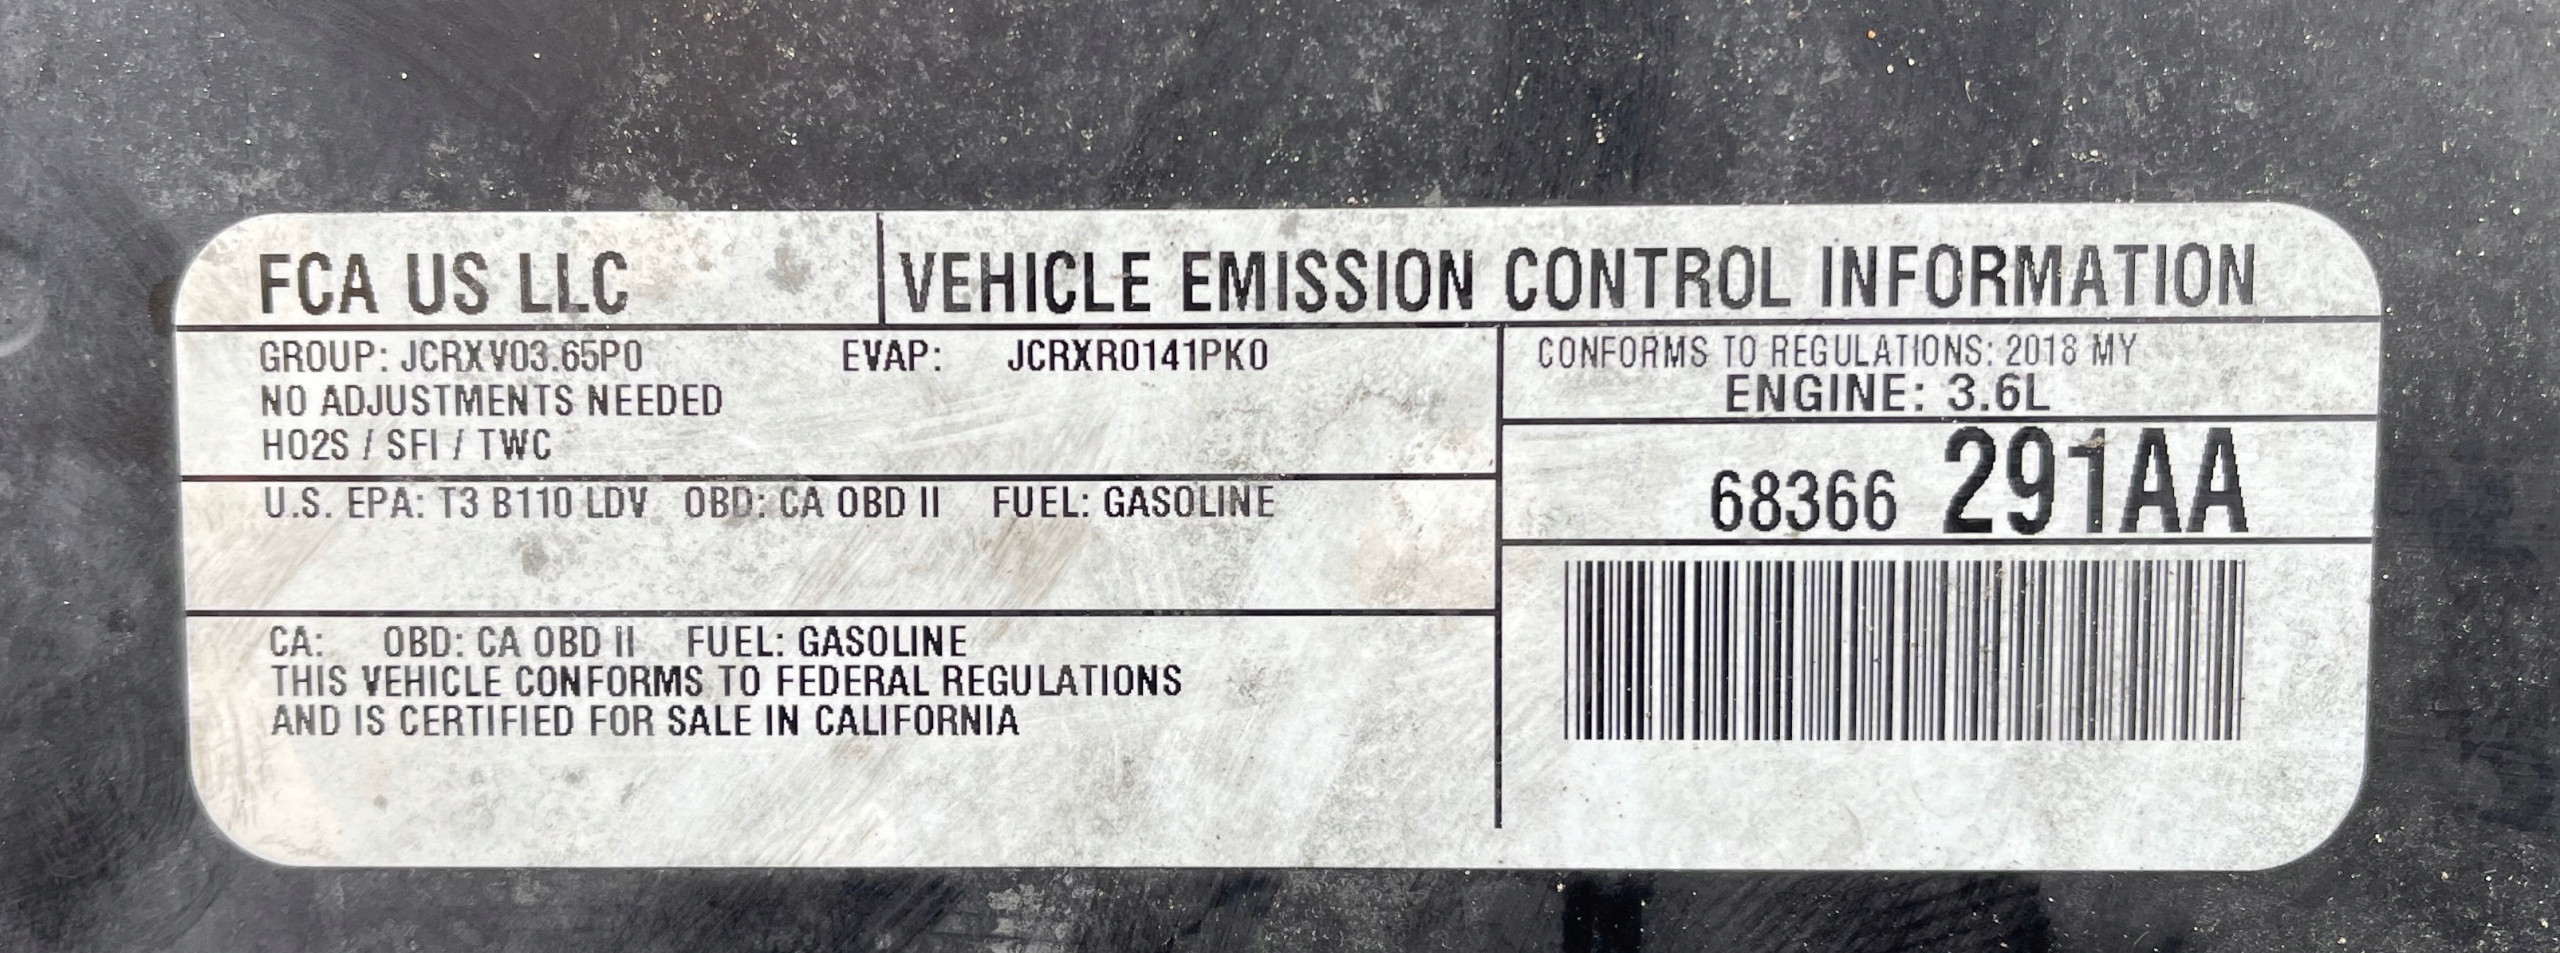 FCA US LLC
VEHICLE EMISSION CONTROL INFORMATION
GROUP: JCRXV03.65P0 EVAP: JCRXR0141PK0
NO ADJUSTMENTS NEEDED
HO2S / SFI / TWC
CONFORMS TO REGULATIONS: 2018 MY
ENGINE: 3.6L
68366 291AA
U.S. EPA: T3 B110 LDV OBD: CA OBD II FUEL: GASOLINE
CA: OBD: CA OBD II FUEL: GASOLINE
THIS VEHICLE CONFORMS TO FEDERAL REGULATIONS
AND IS CERTIFIED FOR SALE IN CALIFORNIA